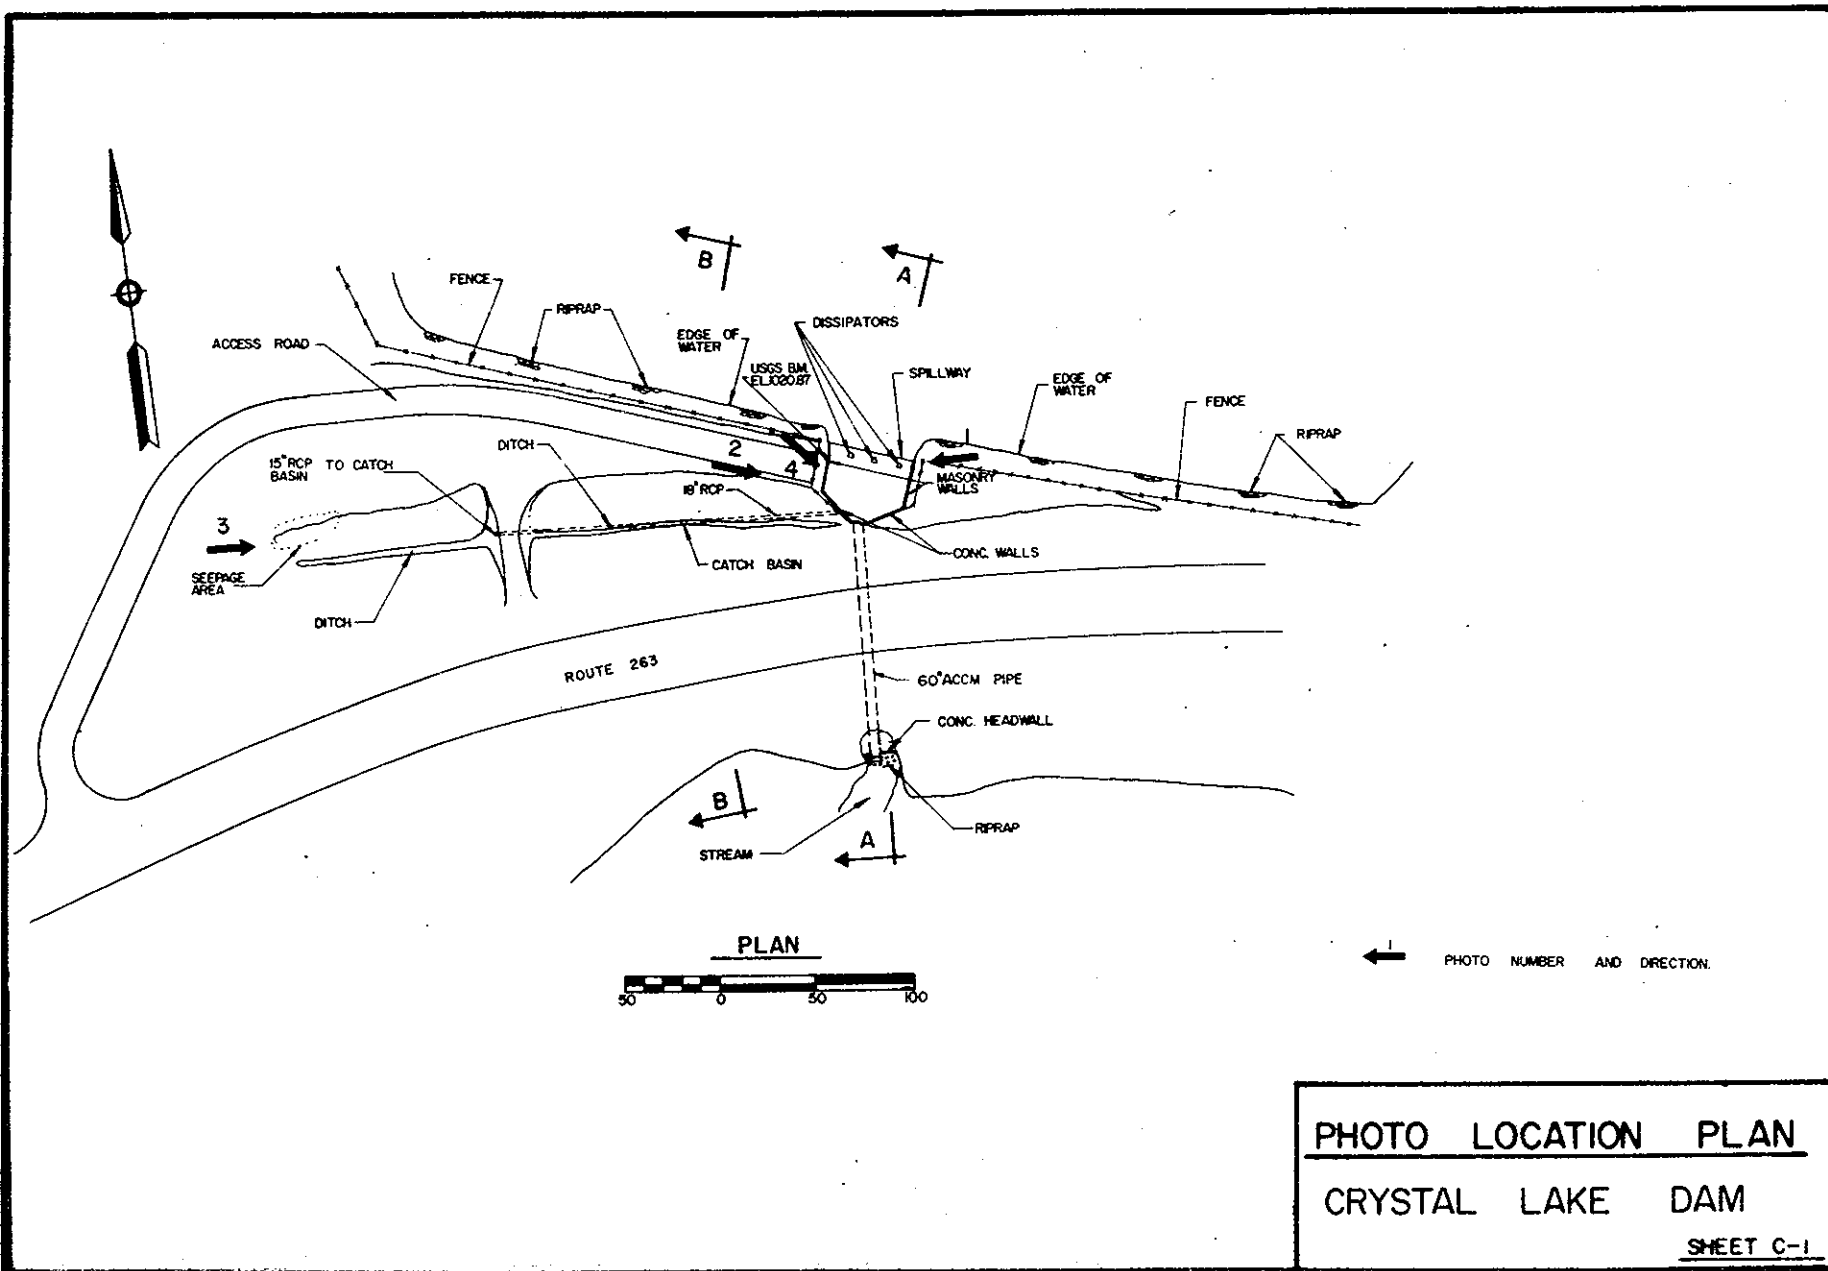 B
A
FENCE
RIPRAP
DISSIPATORS
ACCESS ROAD
EDGE OF
WATER
USGS B.M.
EL.1020.87
SPILLWAY
EDGE OF
WATER
FENCE
RIPRAP
1
2
4
DITCH
15" RCP TO CATCH
BASIN
18" RCP
MASONRY
WALLS
3
SEEPAGE
AREA
CATCH BASIN
CONC. WALLS
DITCH
ROUTE 263
60" ACCM PIPE
CONC. HEADWALL
B
A
RIPRAP
STREAM
PLAN
50 0 50 100
1
PHOTO NUMBER AND DIRECTION.
PHOTO LOCATION PLAN
CRYSTAL LAKE DAM
SHEET C-1